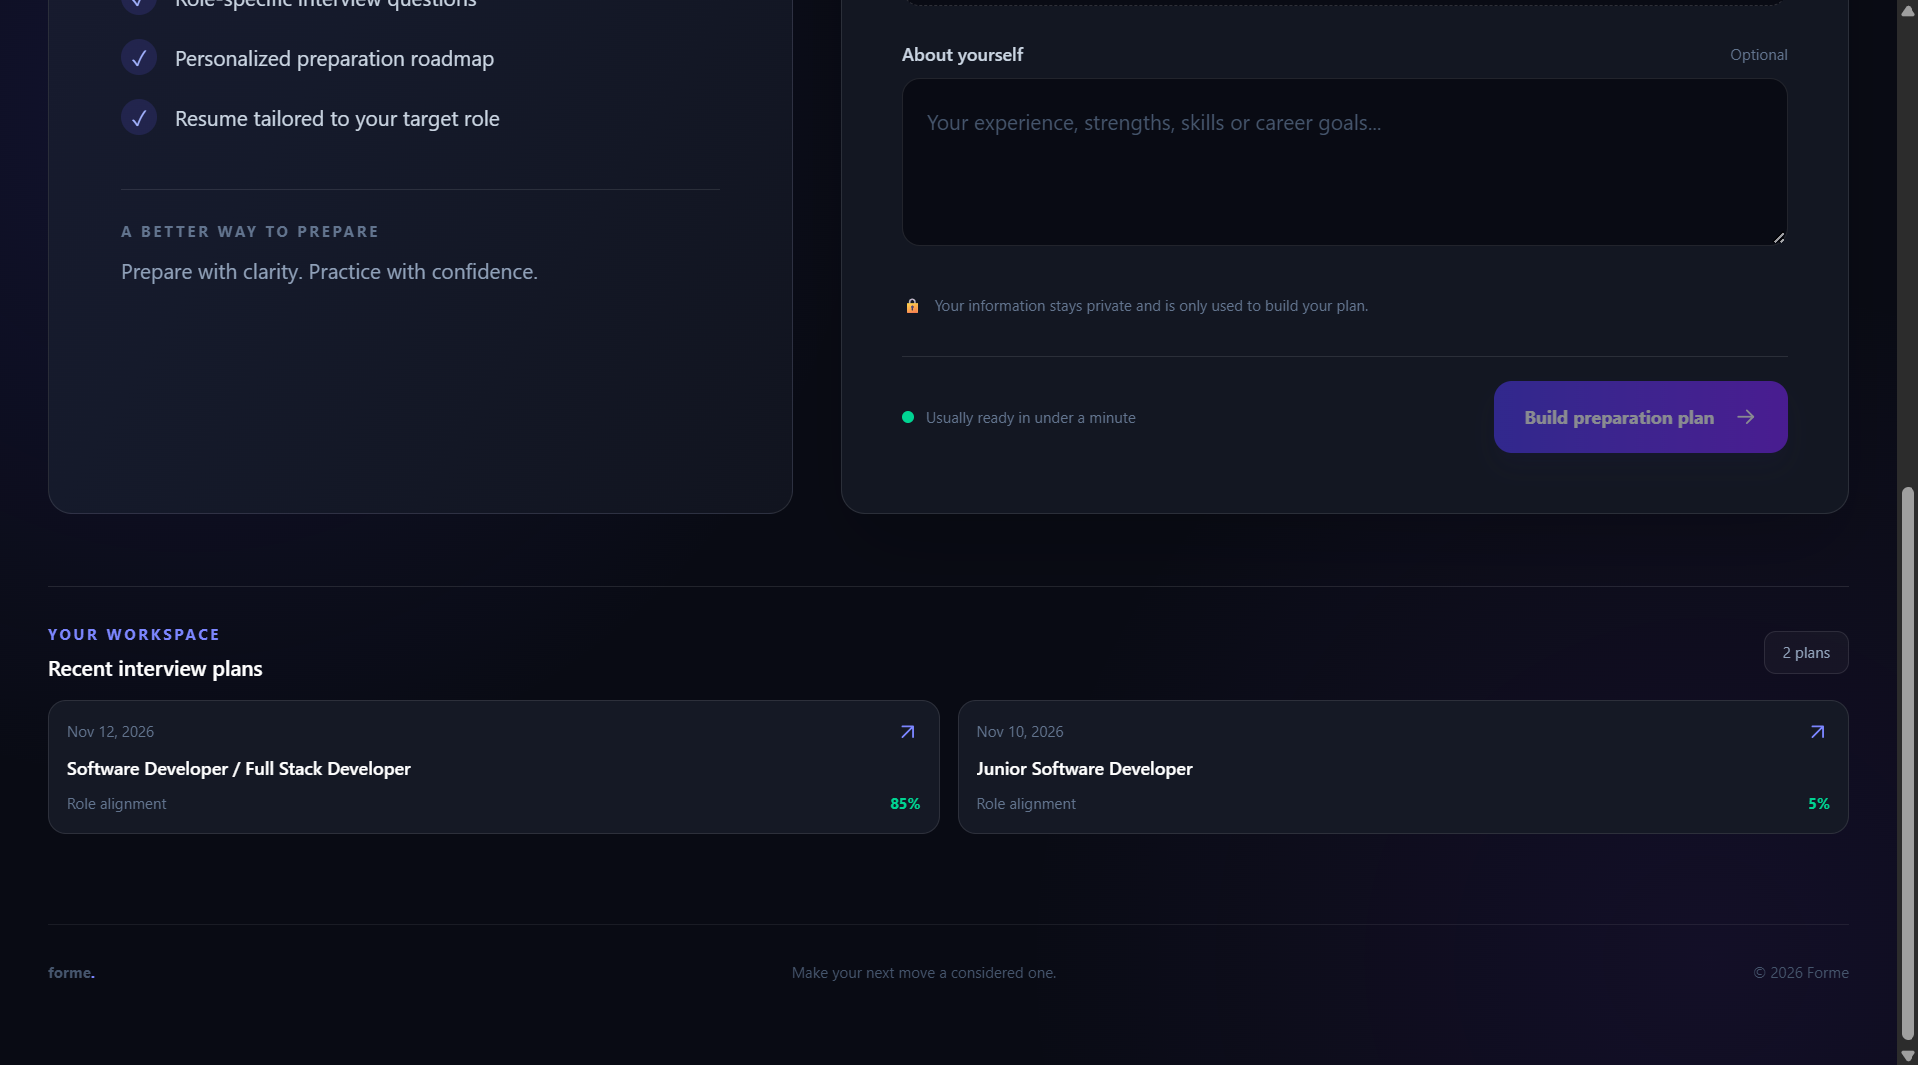 Role-specific interview questions
Personalized preparation roadmap
Resume tailored to your target role
A BETTER WAY TO PREPARE
Prepare with clarity. Practice with confidence.
About yourself
Optional
Your experience, strengths, skills or career goals...
Your information stays private and is only used to build your plan.
Usually ready in under a minute
Build preparation plan →
YOUR WORKSPACE
Recent interview plans
2 plans
Nov 12, 2026
Software Developer / Full Stack Developer
Role alignment 85%
Nov 10, 2026
Junior Software Developer
Role alignment 5%
forme.
Make your next move a considered one.
© 2026 Forme